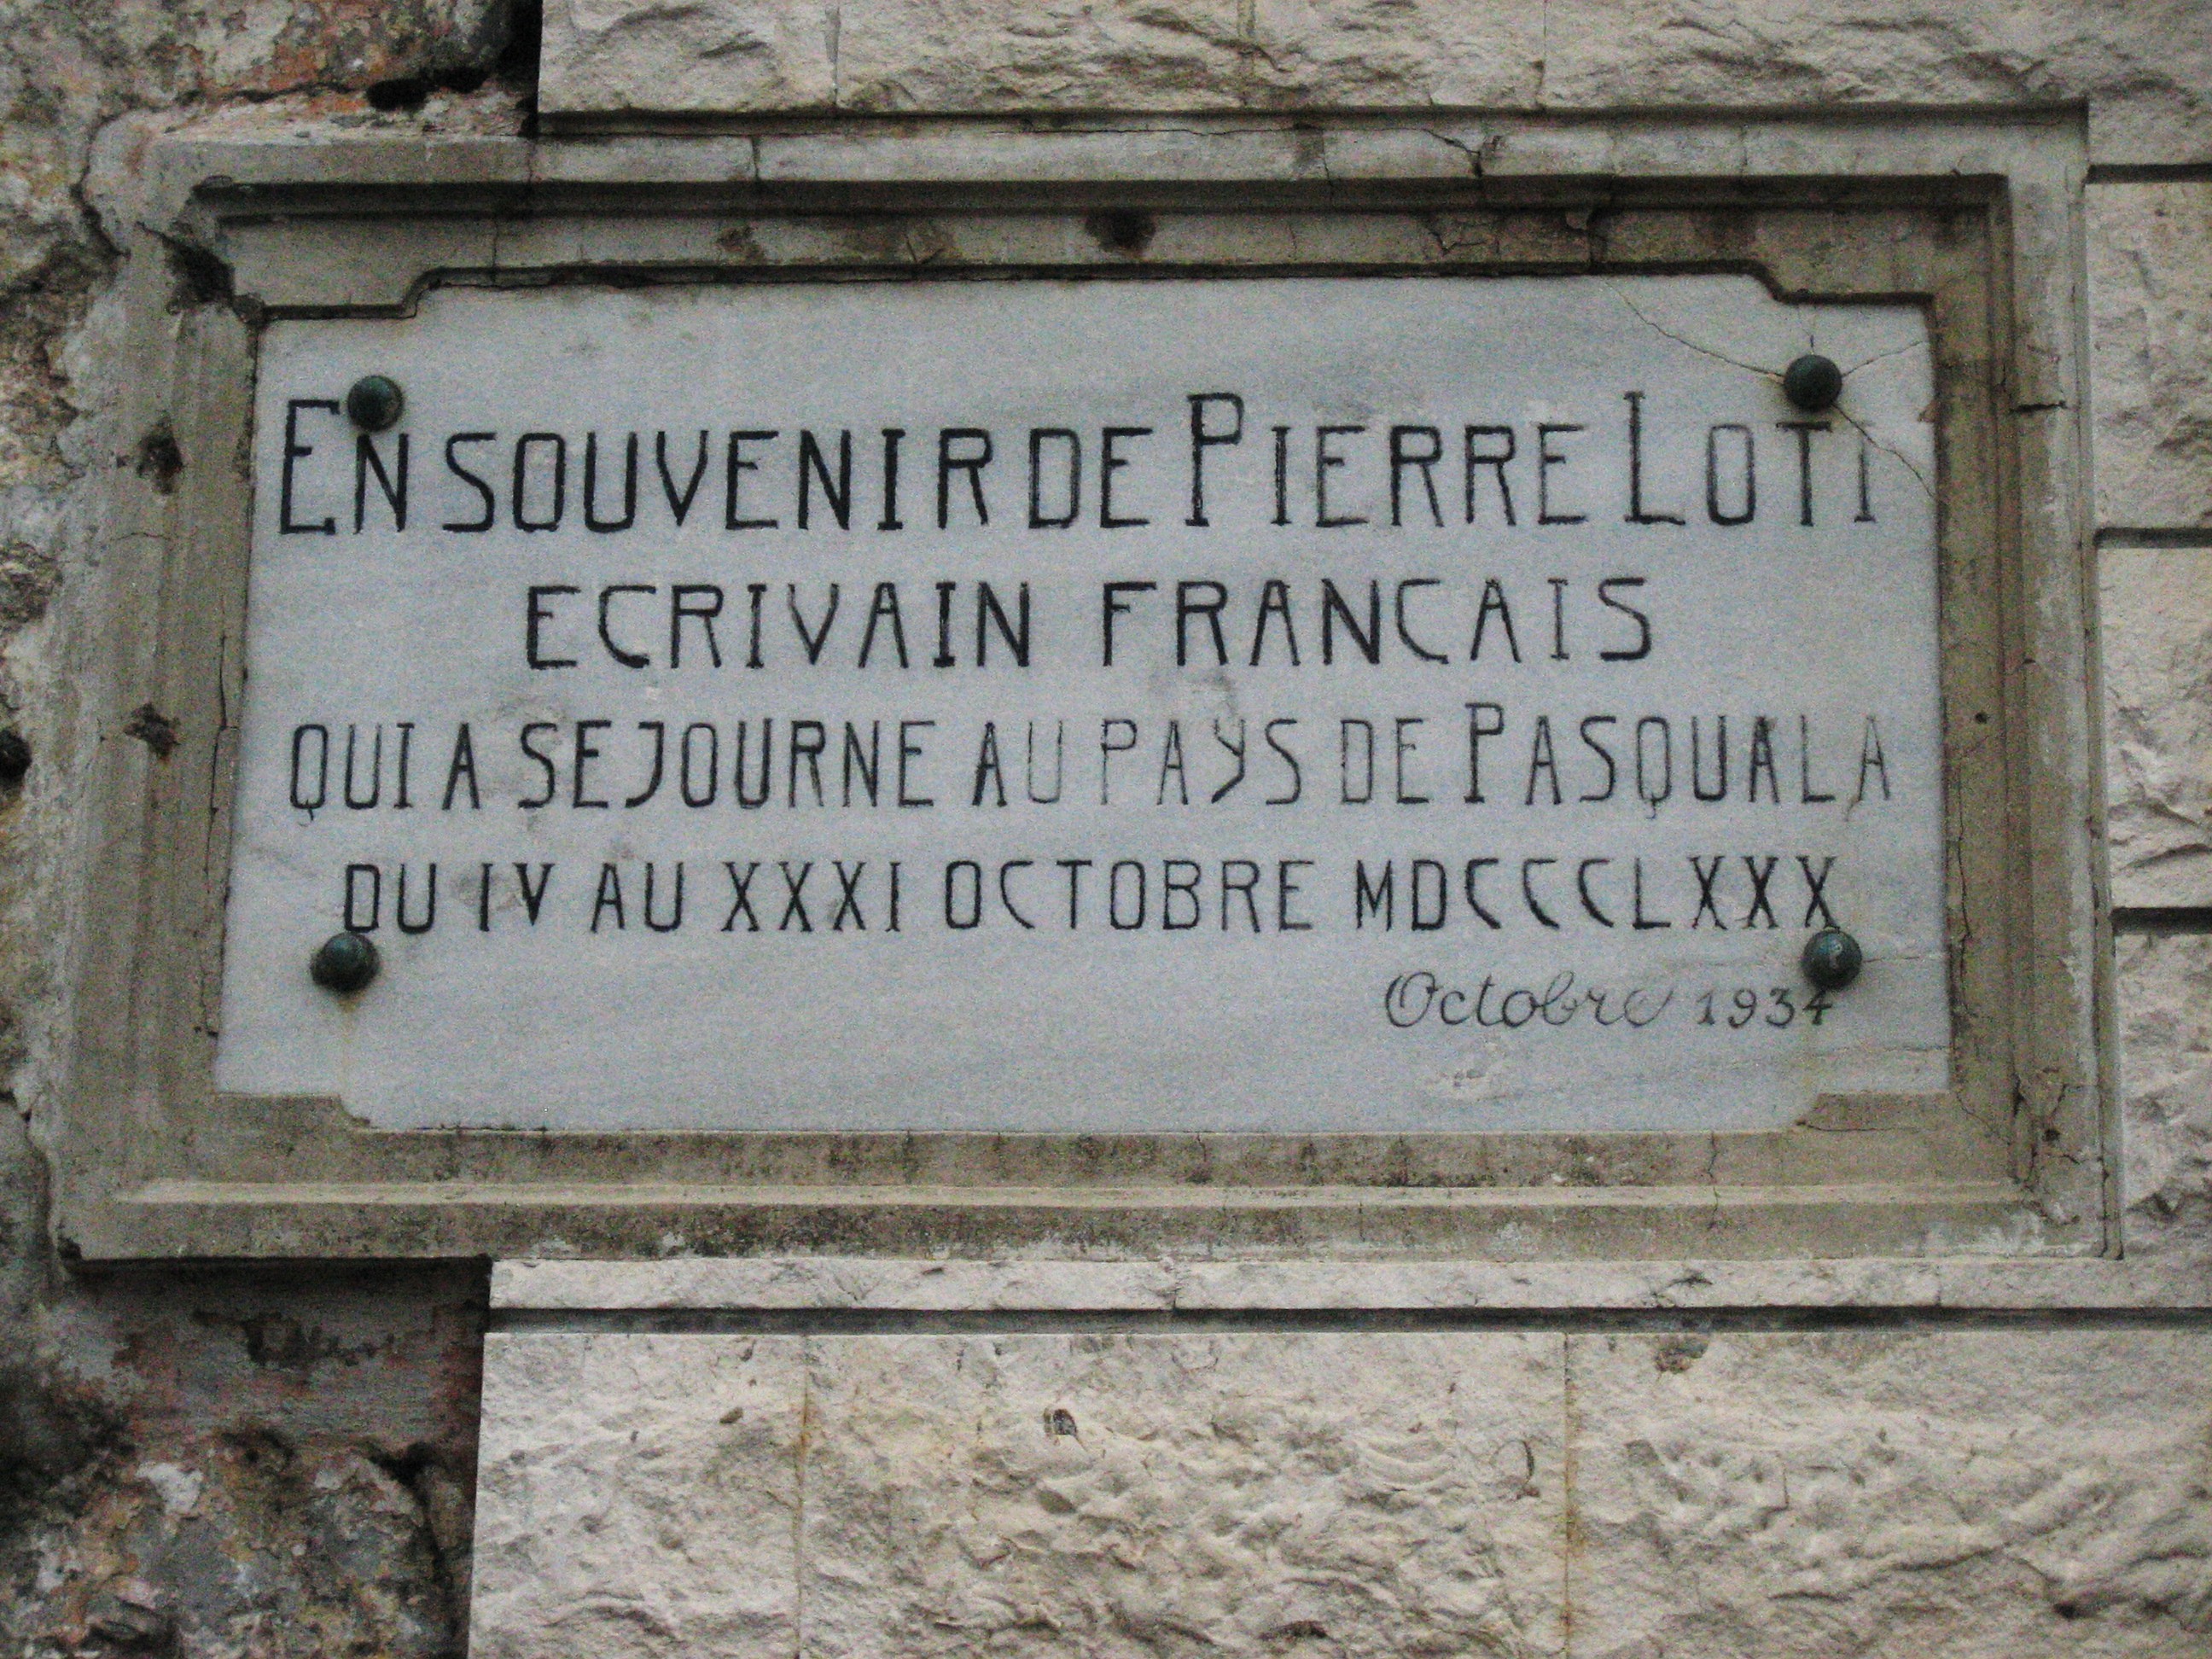 EN SOUVENIR DE PIERRE LOTI
ECRIVAIN FRANCAIS
QUI A SEJOURNE AU PAYS DE PASQUALA
DU IV AU XXXI OCTOBRE MDCCCLXXX
Octobre 1934